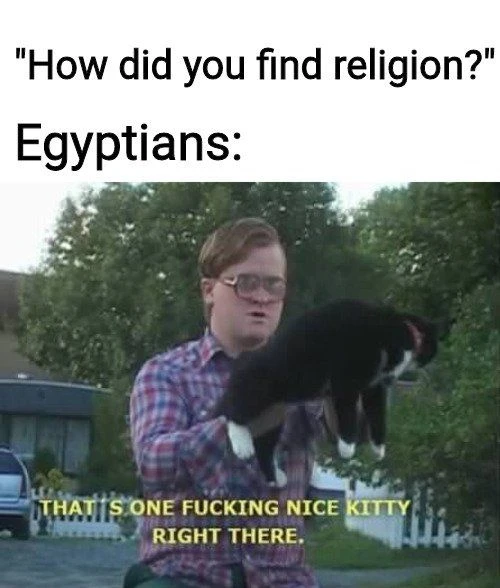 "How did you find religion?"
Egyptians:
THAT'S ONE FUCKING NICE KITTY
RIGHT THERE.